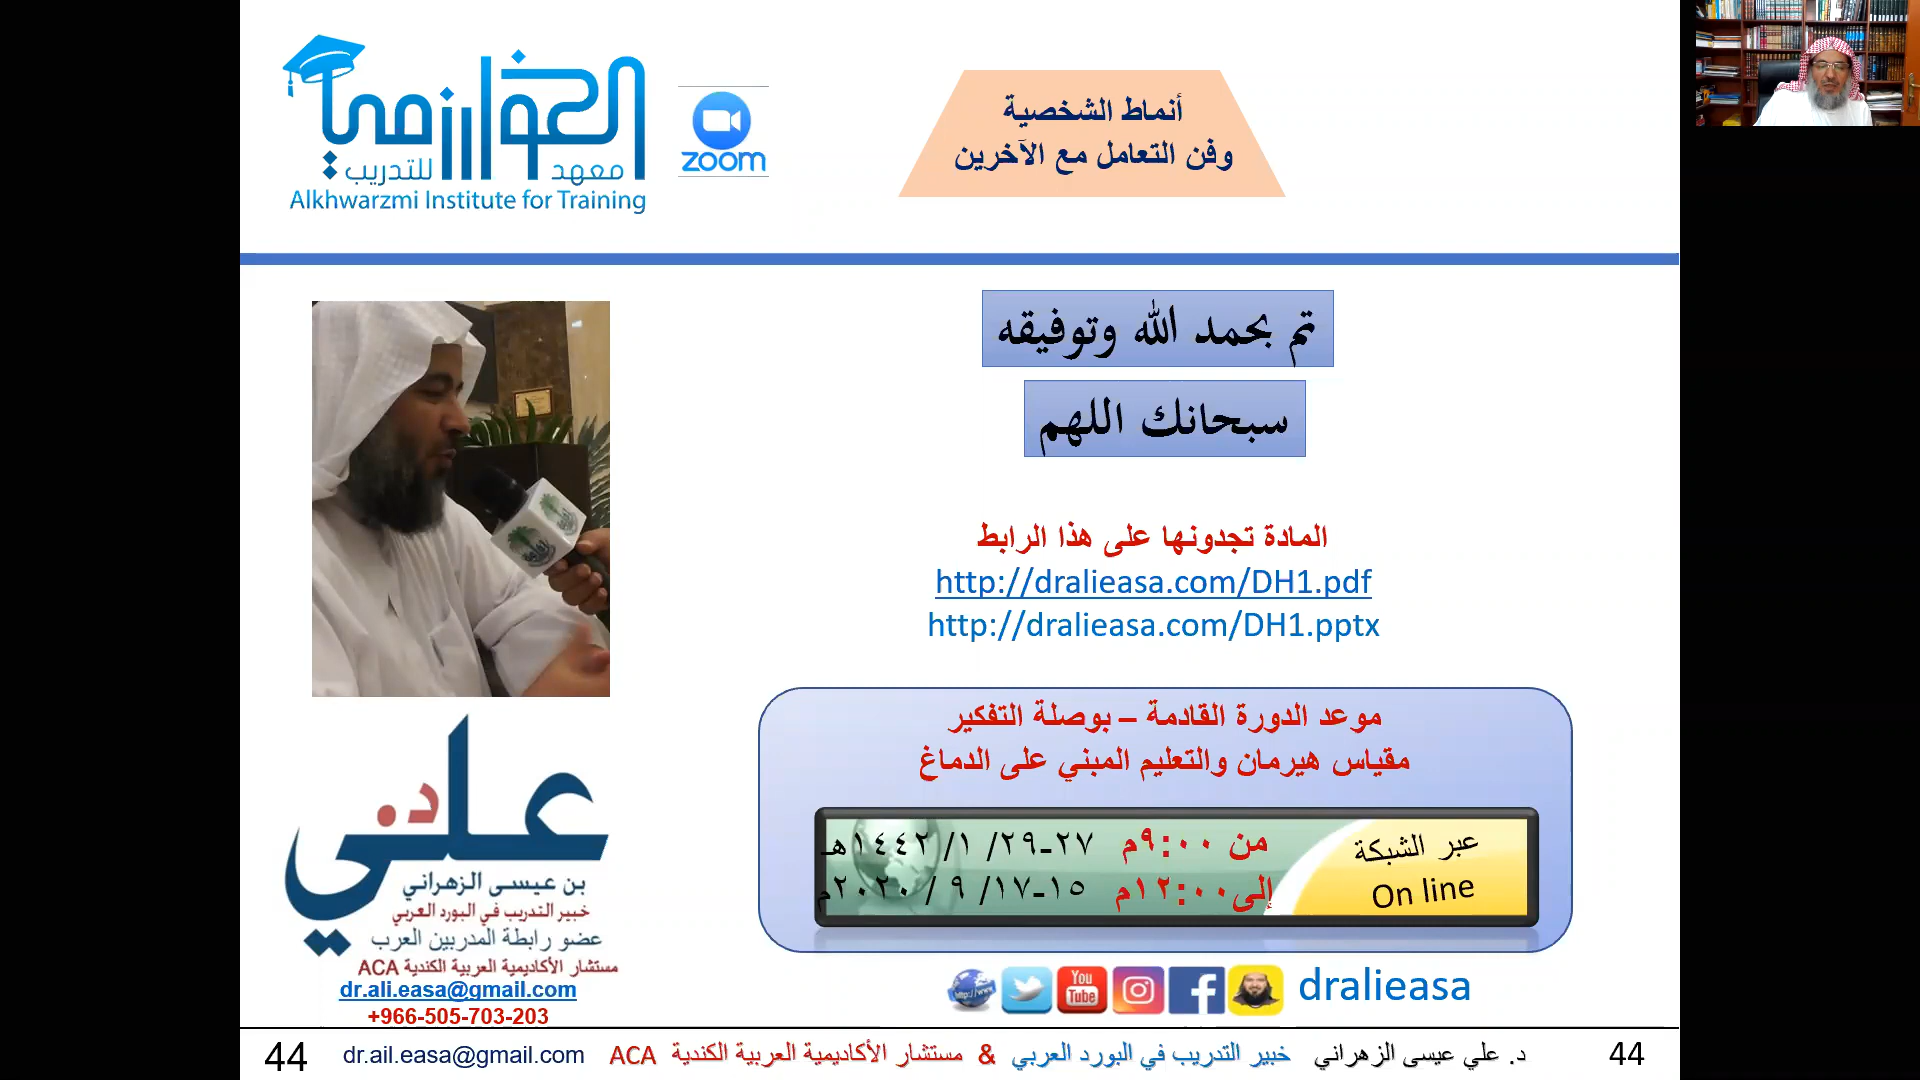 الخوارزمي
معهد للتدريب
Alkhwarzmi Institute for Training
zoom
أنماط الشخصية
وفن التعامل مع الآخرين
تم بحمد الله وتوفيقه
سبحانك اللهم
المادة تجدونها على هذا الرابط
http://dralieasa.com/DH1.pdf
http://dralieasa.com/DH1.pptx
موعد الدورة القادمة – بوصلة التفكير
مقياس هيرمان والتعليم المبني على الدماغ
عبر الشبكة
On line
من ٩:٠٠م ٢٧-٢٩/ ١/ ١٤٤٢هـ
إلى١٢:٠٠م ١٥-١٧/ ٩ / ٢٠٢٠م
د. علي
بن عيسى الزهراني
خبير التدريب في البورد العربي
عضو رابطة المدربين العرب
مستشار الأكاديمية العربية الكندية ACA
dr.ali.easa@gmail.com
+966-505-703-203
http://www
You
Tube
dralieasa
44
د. علي عيسى الزهراني خبير التدريب في البورد العربي & مستشار الأكاديمية العربية الكندية ACA
dr.ail.easa@gmail.com
44